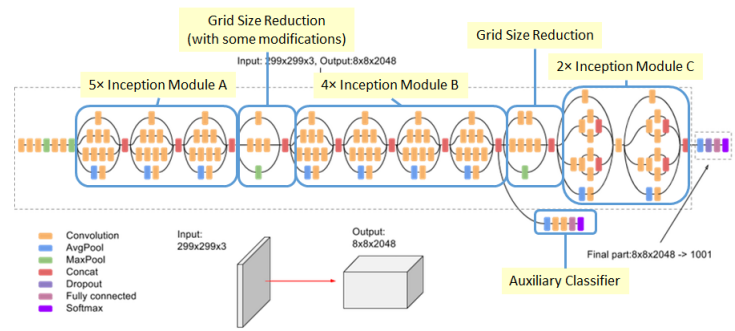 Grid Size Reduction
(with some modifications)
Grid Size Reduction
Input: 299x299x3, Output:8x8x2048
5× Inception Module A
4× Inception Module B
2× Inception Module C
Convolution
AvgPool
MaxPool
Concat
Dropout
Fully connected
Softmax
Input:
299x299x3
Output:
8x8x2048
Final part:8x8x2048 -> 1001
Auxiliary Classifier